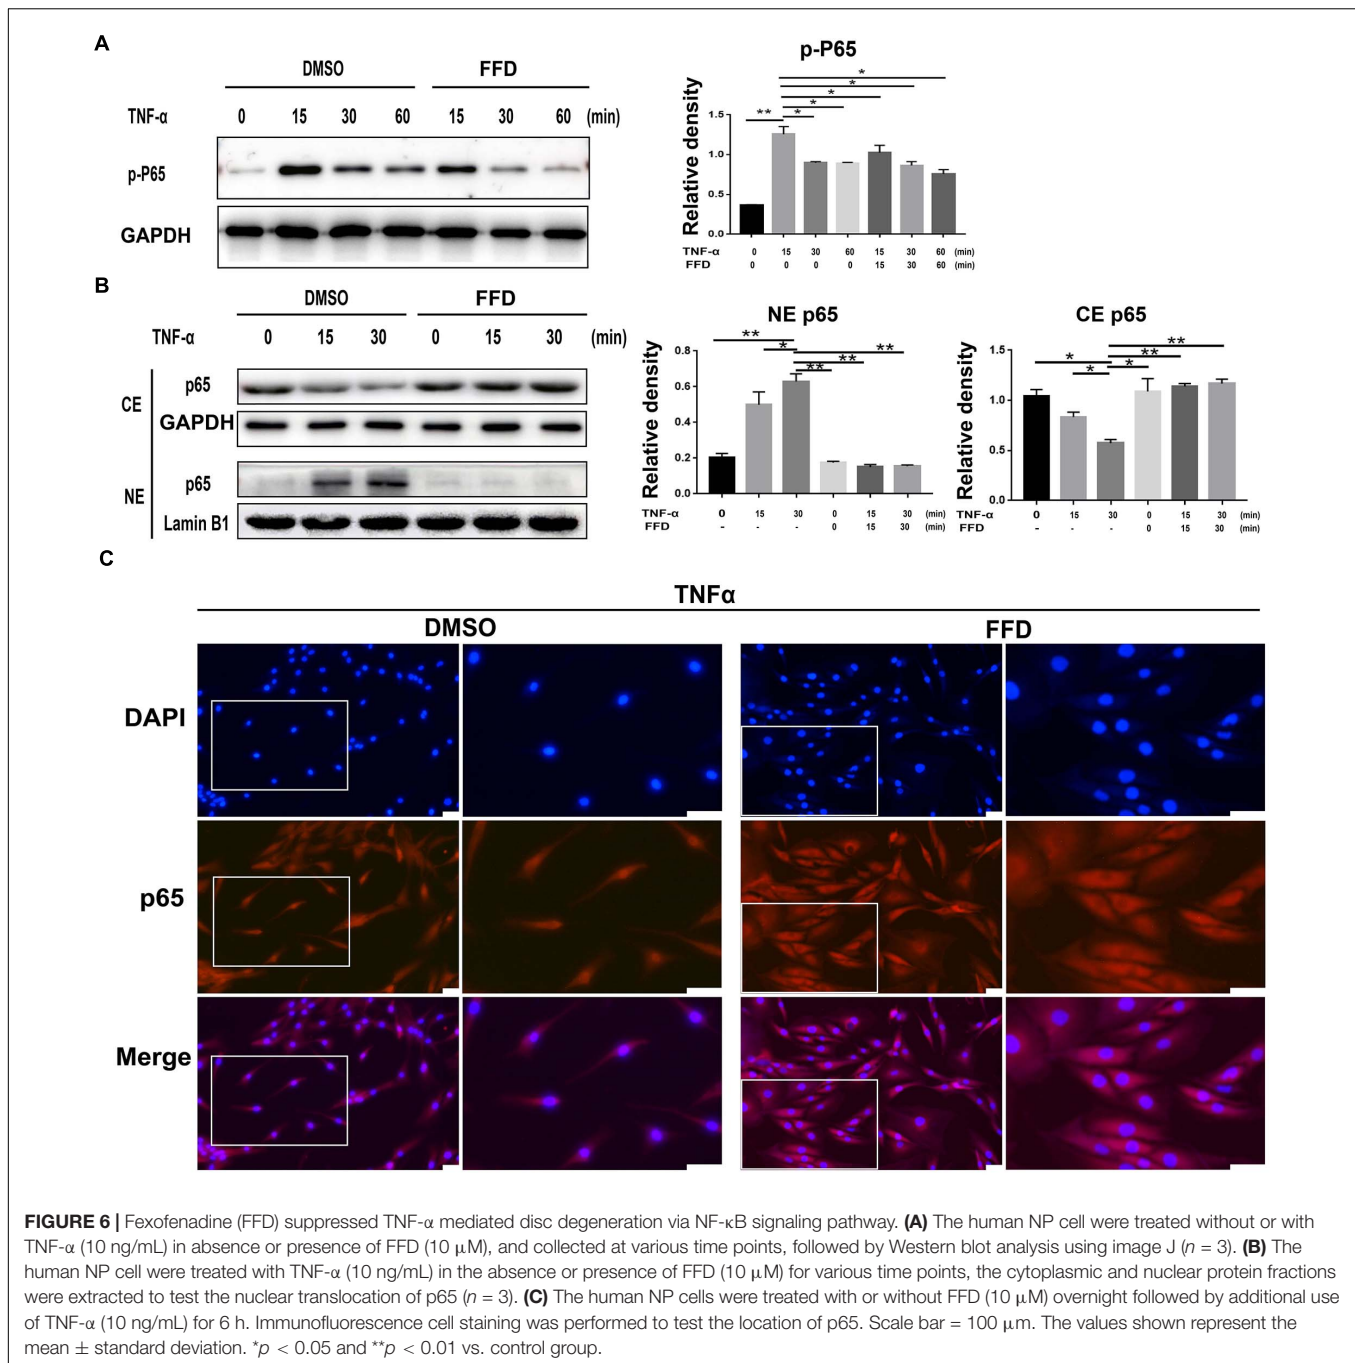 A
DMSO FFD
TNF-α 0 15 30 60 15 30 60 (min)
p-P65
GAPDH
p-P65
Relative density
1.5
1.0
0.5
0.0
** * * * * *
TNF-α 0 15 30 60 15 30 60 (min)
FFD 0 0 0 0 15 30 60 (min)
B
DMSO FFD
TNF-α 0 15 30 0 15 30 (min)
CE
p65
GAPDH
NE
p65
Lamin B1
NE p65
Relative density
0.8
0.6
0.4
0.2
0.0
** * ** ** **
TNF-α 0 15 30 0 15 30 (min)
FFD - - - 0 15 30 (min)
CE p65
Relative density
1.5
1.0
0.5
0.0
* * * ** **
TNF-α 0 15 30 0 15 30 (min)
FFD - - - 0 15 30 (min)
C
TNFα
DMSO FFD
DAPI
p65
Merge
FIGURE 6 | Fexofenadine (FFD) suppressed TNF-α mediated disc degeneration via NF-κB signaling pathway. (A) The human NP cell were treated without or with
TNF-α (10 ng/mL) in absence or presence of FFD (10 μM), and collected at various time points, followed by Western blot analysis using image J (n = 3). (B) The
human NP cell were treated with TNF-α (10 ng/mL) in the absence or presence of FFD (10 μM) for various time points, the cytoplasmic and nuclear protein fractions
were extracted to test the nuclear translocation of p65 (n = 3). (C) The human NP cells were treated with or without FFD (10 μM) overnight followed by additional use
of TNF-α (10 ng/mL) for 6 h. Immunofluorescence cell staining was performed to test the location of p65. Scale bar = 100 μm. The values shown represent the
mean ± standard deviation. *p < 0.05 and **p < 0.01 vs. control group.